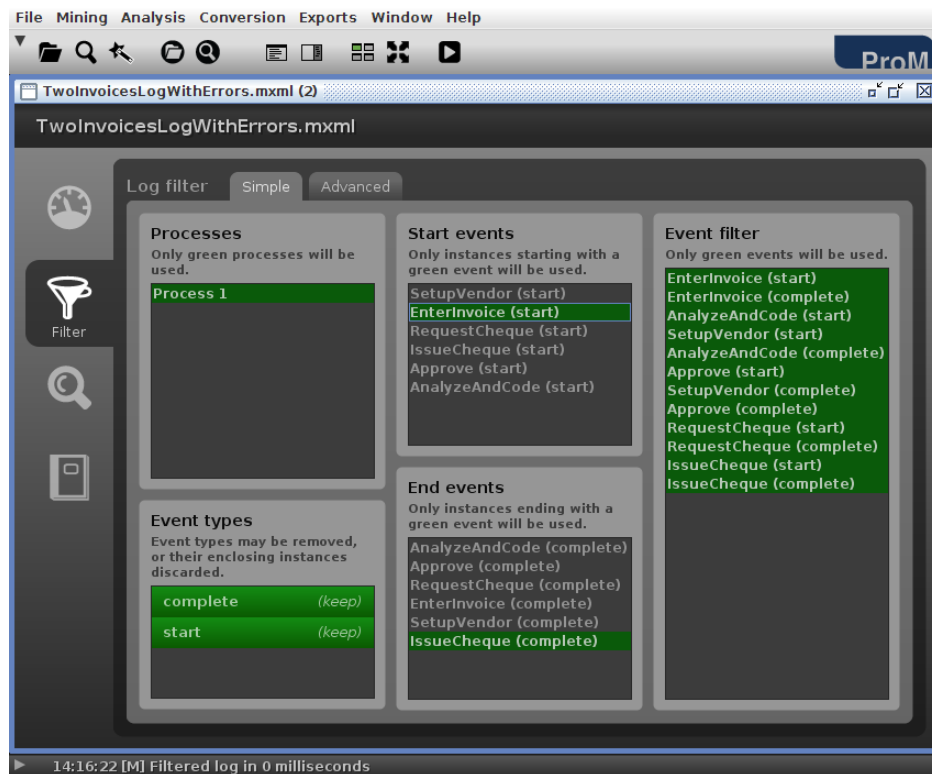 File Mining Analysis Conversion Exports Window Help
ProM
TwoInvoicesLogWithErrors.mxml (2)
TwoInvoicesLogWithErrors.mxml
Log filter Simple Advanced
Filter
Processes
Only green processes will be
used.
Process 1
Event types
Event types may be removed,
or their enclosing instances
discarded.
complete (keep)
start (keep)
Start events
Only instances starting with a
green event will be used.
SetupVendor (start)
EnterInvoice (start)
RequestCheque (start)
IssueCheque (start)
Approve (start)
AnalyzeAndCode (start)
End events
Only instances ending with a
green event will be used.
AnalyzeAndCode (complete)
Approve (complete)
RequestCheque (complete)
EnterInvoice (complete)
SetupVendor (complete)
IssueCheque (complete)
Event filter
Only green events will be used.
EnterInvoice (start)
EnterInvoice (complete)
AnalyzeAndCode (start)
SetupVendor (start)
AnalyzeAndCode (complete)
Approve (start)
SetupVendor (complete)
Approve (complete)
RequestCheque (start)
RequestCheque (complete)
IssueCheque (start)
IssueCheque (complete)
14:16:22 [M] Filtered log in 0 milliseconds